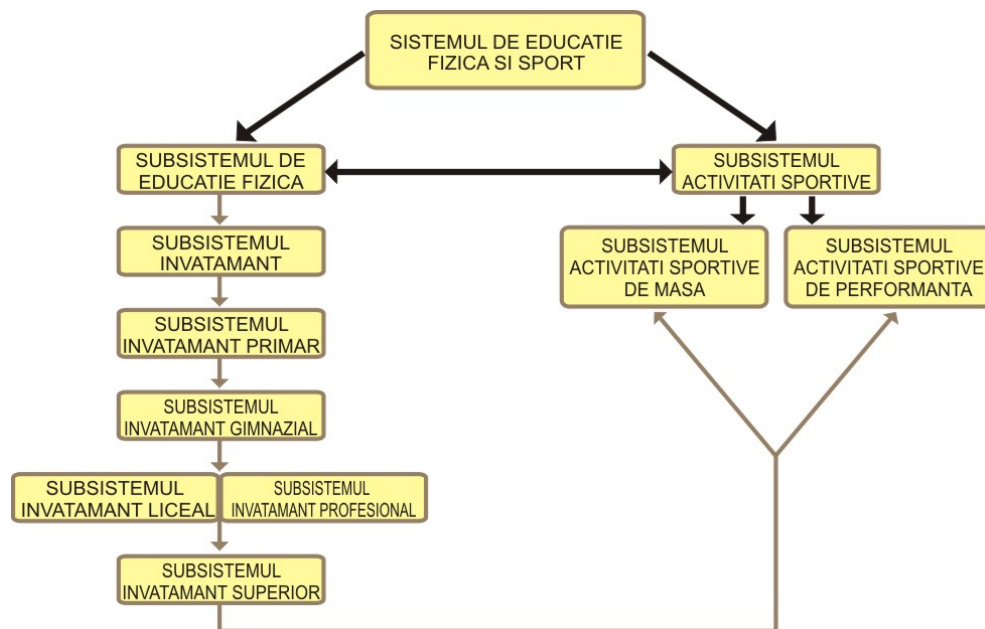 SISTEMUL DE EDUCATIE
FIZICA SI SPORT
SUBSISTEMUL DE
EDUCATIE FIZICA
SUBSISTEMUL
ACTIVITATI SPORTIVE
SUBSISTEMUL
INVATAMANT
SUBSISTEMUL
ACTIVITATI SPORTIVE
DE MASA
SUBSISTEMUL
ACTIVITATI SPORTIVE
DE PERFORMANTA
SUBSISTEMUL
INVATAMANT PRIMAR
SUBSISTEMUL
INVATAMANT GIMNAZIAL
SUBSISTEMUL
INVATAMANT LICEAL
SUBSISTEMUL
INVATAMANT PROFESIONAL
SUBSISTEMUL
INVATAMANT SUPERIOR